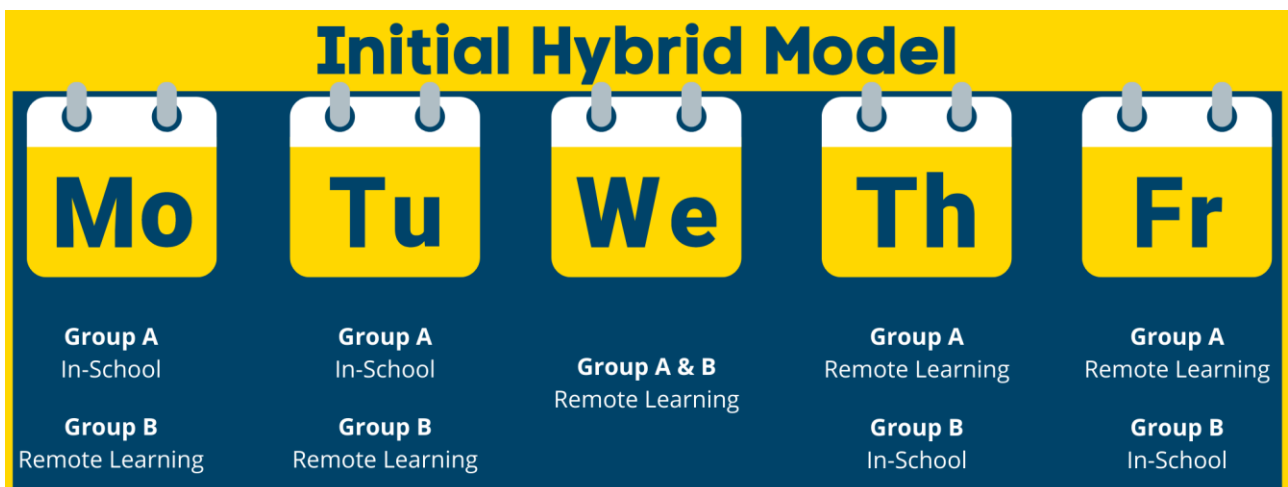 Initial Hybrid Model
Mo
Tu
We
Th
Fr
Group A
In-School
Group B
Remote Learning
Group A
In-School
Group B
Remote Learning
Group A & B
Remote Learning
Group A
Remote Learning
Group B
In-School
Group A
Remote Learning
Group B
In-School